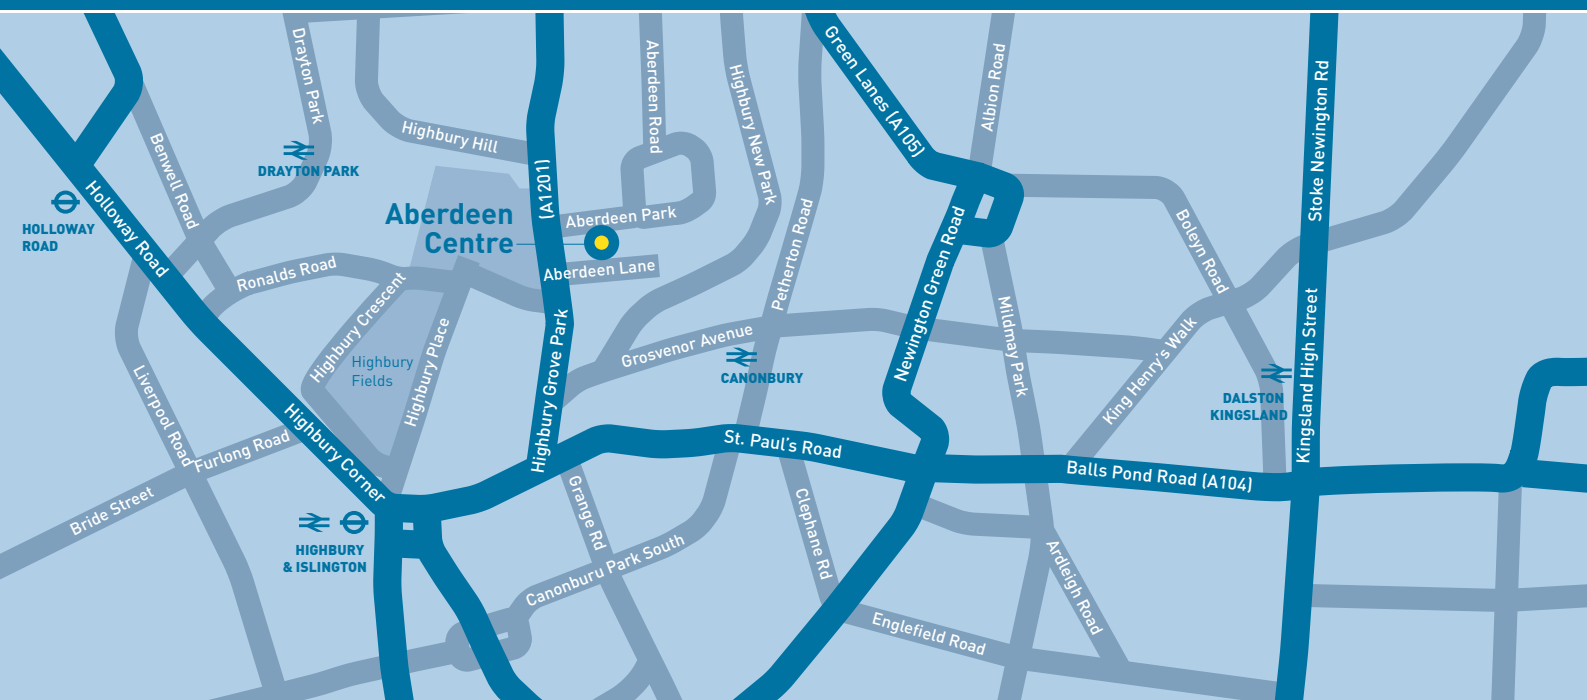 Drayton Park
Aberdeen Road
Highbury New Park
Green Lanes (A105)
Albion Road
Stoke Newington Rd
Highbury Hill
Benwell Road
DRAYTON PARK
(A1201)
HOLLOWAY
ROAD
Holloway Road
Aberdeen
Centre
Aberdeen Park
Aberdeen Lane
Petherton Road
Newington Green Road
Boleyn Road
Ronalds Road
Highbury Crescent
Highbury Place
Highbury
Fields
Highbury Grove Park
Grosvenor Avenue
CANONBURY
Mildmay Park
King Henry's Walk
Kingsland High Street
DALSTON
KINGSLAND
Liverpool Road
Furlong Road
Highbury Corner
Bride Street
St. Paul's Road
Balls Pond Road (A104)
HIGHBURY
& ISLINGTON
Grange Rd
Canonburu Park South
Clephane Rd
Ardleigh Road
Englefield Road